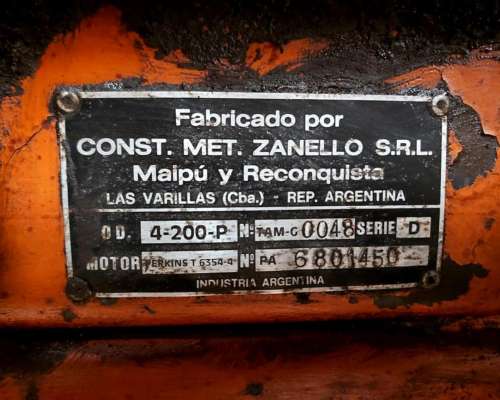 Fabricado por
CONST. MET. ZANELLO S.R.L.
Maipú y Reconquista
LAS VARILLAS (Cba.) - REP. ARGENTINA
OD. 4-200-P Nº TAM-C 0048 SERIE D
MOTOR PERKINS T 6354-4 Nº PA 6801450
INDUSTRIA ARGENTINA